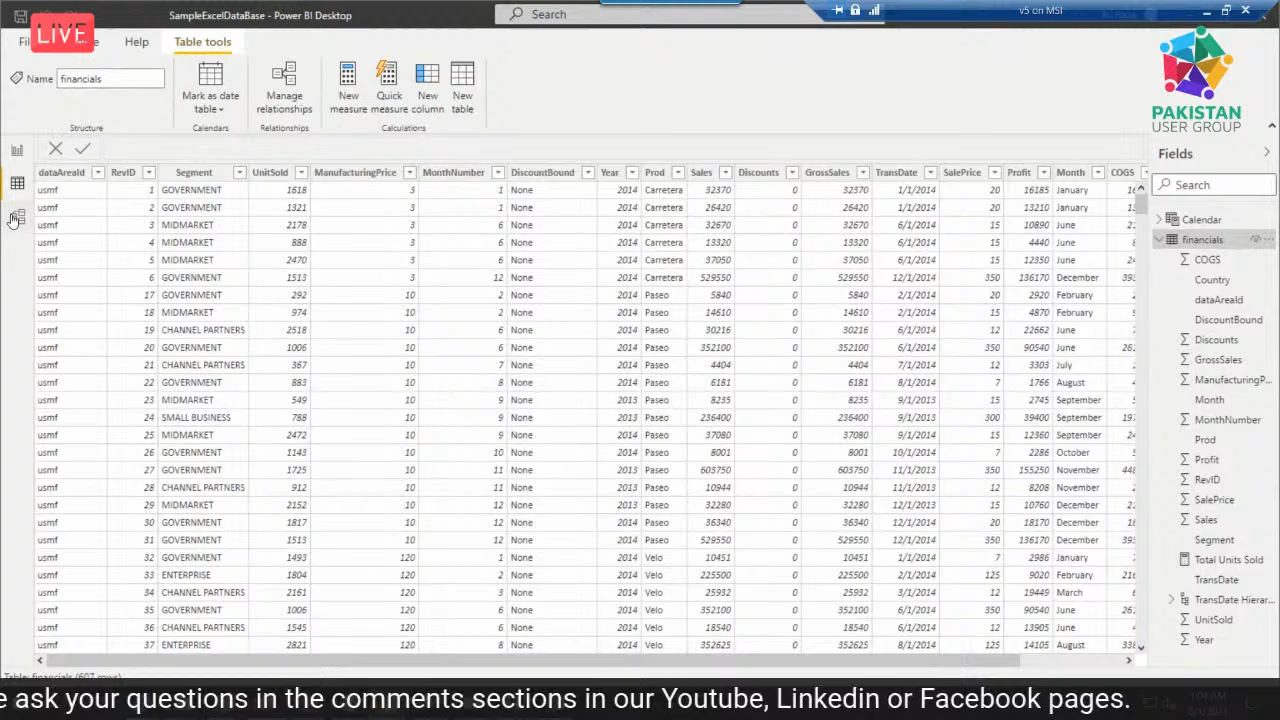 SampleExcelDataBase - Power BI Desktop
Search
v5 on MSI
LIVE
Help
Table tools
Name
financials
Mark as date table
Manage relationships
New measure
Quick measure
New column
New table
Structure
Calendars
Relationships
Calculations
PAKISTAN
USER GROUP
Fields
Search
dataAreaId RevID Segment UnitSold ManufacturingPrice MonthNumber DiscountBound Year Prod Sales Discounts GrossSales TransDate SalePrice Profit Month COGS
usmf 1 GOVERNMENT 1618 3 1 None 2014 Carretera 32370 0 32370 1/1/2014 20 16185 January
usmf 2 GOVERNMENT 1321 3 1 None 2014 Carretera 26420 0 26420 1/1/2014 20 13210 January
usmf 3 MIDMARKET 2178 3 6 None 2014 Carretera 32670 0 32670 6/1/2014 15 10890 June
usmf 4 MIDMARKET 888 3 6 None 2014 Carretera 13320 0 13320 6/1/2014 15 4440 June
usmf 5 MIDMARKET 2470 3 6 None 2014 Carretera 37050 0 37050 6/1/2014 15 12350 June
usmf 6 GOVERNMENT 1513 3 12 None 2014 Carretera 529550 0 529550 12/1/2014 350 136170 December
usmf 17 GOVERNMENT 292 10 2 None 2014 Paseo 5840 0 5840 2/1/2014 20 2920 February
usmf 18 MIDMARKET 974 10 2 None 2014 Paseo 14610 0 14610 2/1/2014 15 4870 February
usmf 19 CHANNEL PARTNERS 2518 10 6 None 2014 Paseo 30216 0 30216 6/1/2014 12 22662 June
usmf 20 GOVERNMENT 1006 10 6 None 2014 Paseo 352100 0 352100 6/1/2014 350 90540 June
usmf 21 CHANNEL PARTNERS 367 10 7 None 2014 Paseo 4404 0 4404 7/1/2014 12 3303 July
usmf 22 GOVERNMENT 883 10 8 None 2014 Paseo 6181 0 6181 8/1/2014 7 1766 August
usmf 23 MIDMARKET 549 10 9 None 2013 Paseo 8235 0 8235 9/1/2013 15 2745 September
usmf 24 SMALL BUSINESS 788 10 9 None 2013 Paseo 236400 0 236400 9/1/2013 300 39400 September
usmf 25 MIDMARKET 2472 10 9 None 2014 Paseo 37080 0 37080 9/1/2014 15 12360 September
usmf 26 GOVERNMENT 1143 10 10 None 2014 Paseo 8001 0 8001 10/1/2014 7 2286 October
usmf 27 GOVERNMENT 1725 10 11 None 2013 Paseo 603750 0 603750 11/1/2013 350 155250 November
usmf 28 CHANNEL PARTNERS 912 10 11 None 2013 Paseo 10944 0 10944 11/1/2013 12 8208 November
usmf 29 MIDMARKET 2152 10 12 None 2013 Paseo 32280 0 32280 12/1/2013 15 10760 December
usmf 30 GOVERNMENT 1817 10 12 None 2014 Paseo 36340 0 36340 12/1/2014 20 18170 December
usmf 31 GOVERNMENT 1513 10 12 None 2014 Paseo 529550 0 529550 12/1/2014 350 136170 December
usmf 32 GOVERNMENT 1493 120 1 None 2014 Velo 10451 0 10451 1/1/2014 7 2986 January
usmf 33 ENTERPRISE 1804 120 2 None 2014 Velo 225500 0 225500 2/1/2014 125 9020 February
usmf 34 CHANNEL PARTNERS 2161 120 3 None 2014 Velo 25932 0 25932 3/1/2014 12 19449 March
usmf 35 GOVERNMENT 1006 120 6 None 2014 Velo 352100 0 352100 6/1/2014 350 90540 June
usmf 36 CHANNEL PARTNERS 1545 120 6 None 2014 Velo 18540 0 18540 6/1/2014 12 13905 June
usmf 37 ENTERPRISE 2821 120 8 None 2014 Velo 352625 0 352625 8/1/2014 125 14105 August
Calendar
financials
COGS
Country
dataAreaId
DiscountBound
Discounts
GrossSales
ManufacturingP...
Month
MonthNumber
Prod
Profit
RevID
SalePrice
Sales
Segment
Total Units Sold
TransDate
TransDate Hierar...
UnitSold
Year
Table: financials (607 rows)
e ask your questions in the comments sections in our Youtube, Linkedin or Facebook pages.